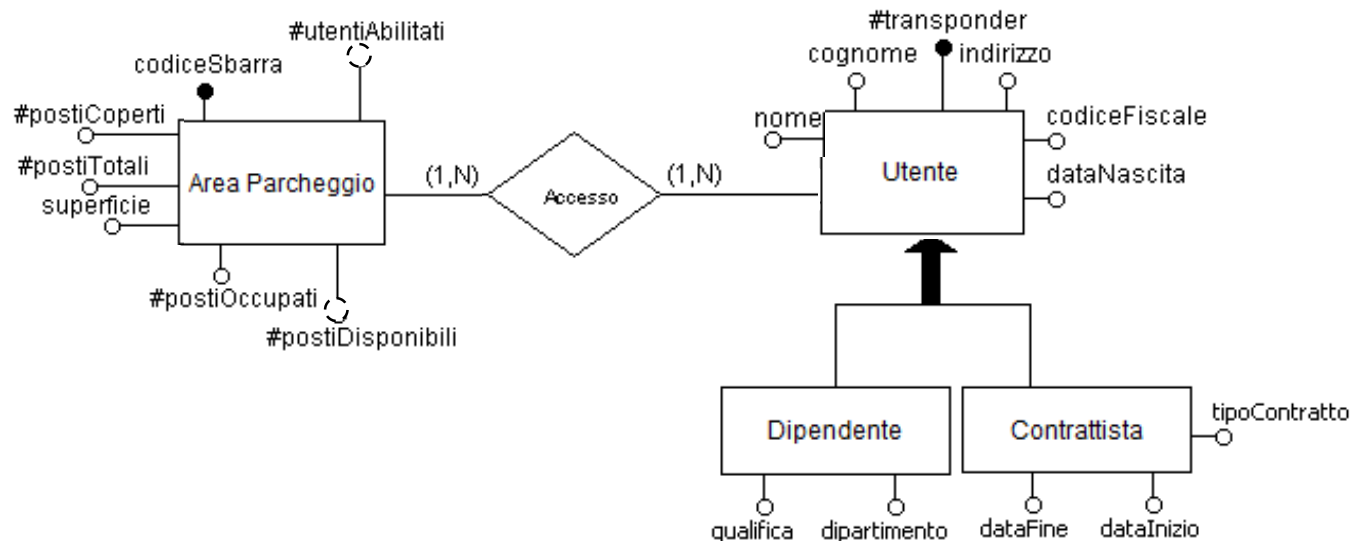 #transponder
#utentiAbilitati
cognome
indirizzo
codiceSbarra
#postiCoperti
nome
codiceFiscale
#postiTotali
Area Parcheggio
(1,N)
Accesso
(1,N)
Utente
dataNascita
superficie
#postiOccupati
#postiDisponibili
Dipendente
Contrattista
tipoContratto
qualifica
dipartimento
dataFine
dataInizio